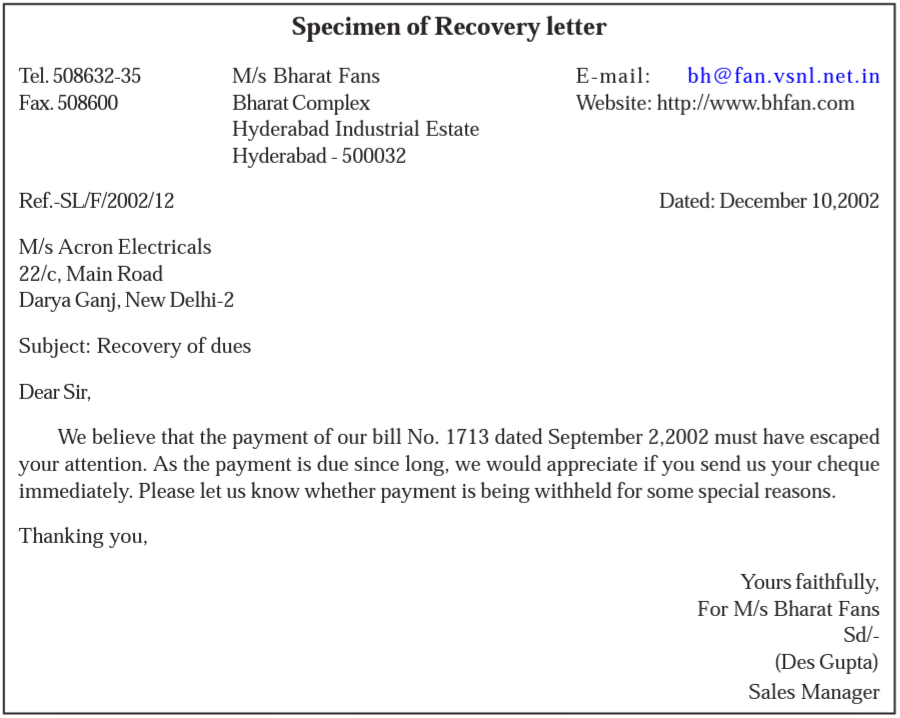 Specimen of Recovery letter
Tel. 508632-35 M/s Bharat Fans E-mail: bh@fan.vsnl.net.in
Fax. 508600 Bharat Complex Website: http://www.bhfan.com
Hyderabad Industrial Estate
Hyderabad - 500032
Ref.-SL/F/2002/12 Dated: December 10,2002
M/s Acron Electricals
22/c, Main Road
Darya Ganj, New Delhi-2
Subject: Recovery of dues
Dear Sir,
We believe that the payment of our bill No. 1713 dated September 2,2002 must have escaped
your attention. As the payment is due since long, we would appreciate if you send us your cheque
immediately. Please let us know whether payment is being withheld for some special reasons.
Thanking you,
Yours faithfully,
For M/s Bharat Fans
Sd/-
(Des Gupta)
Sales Manager